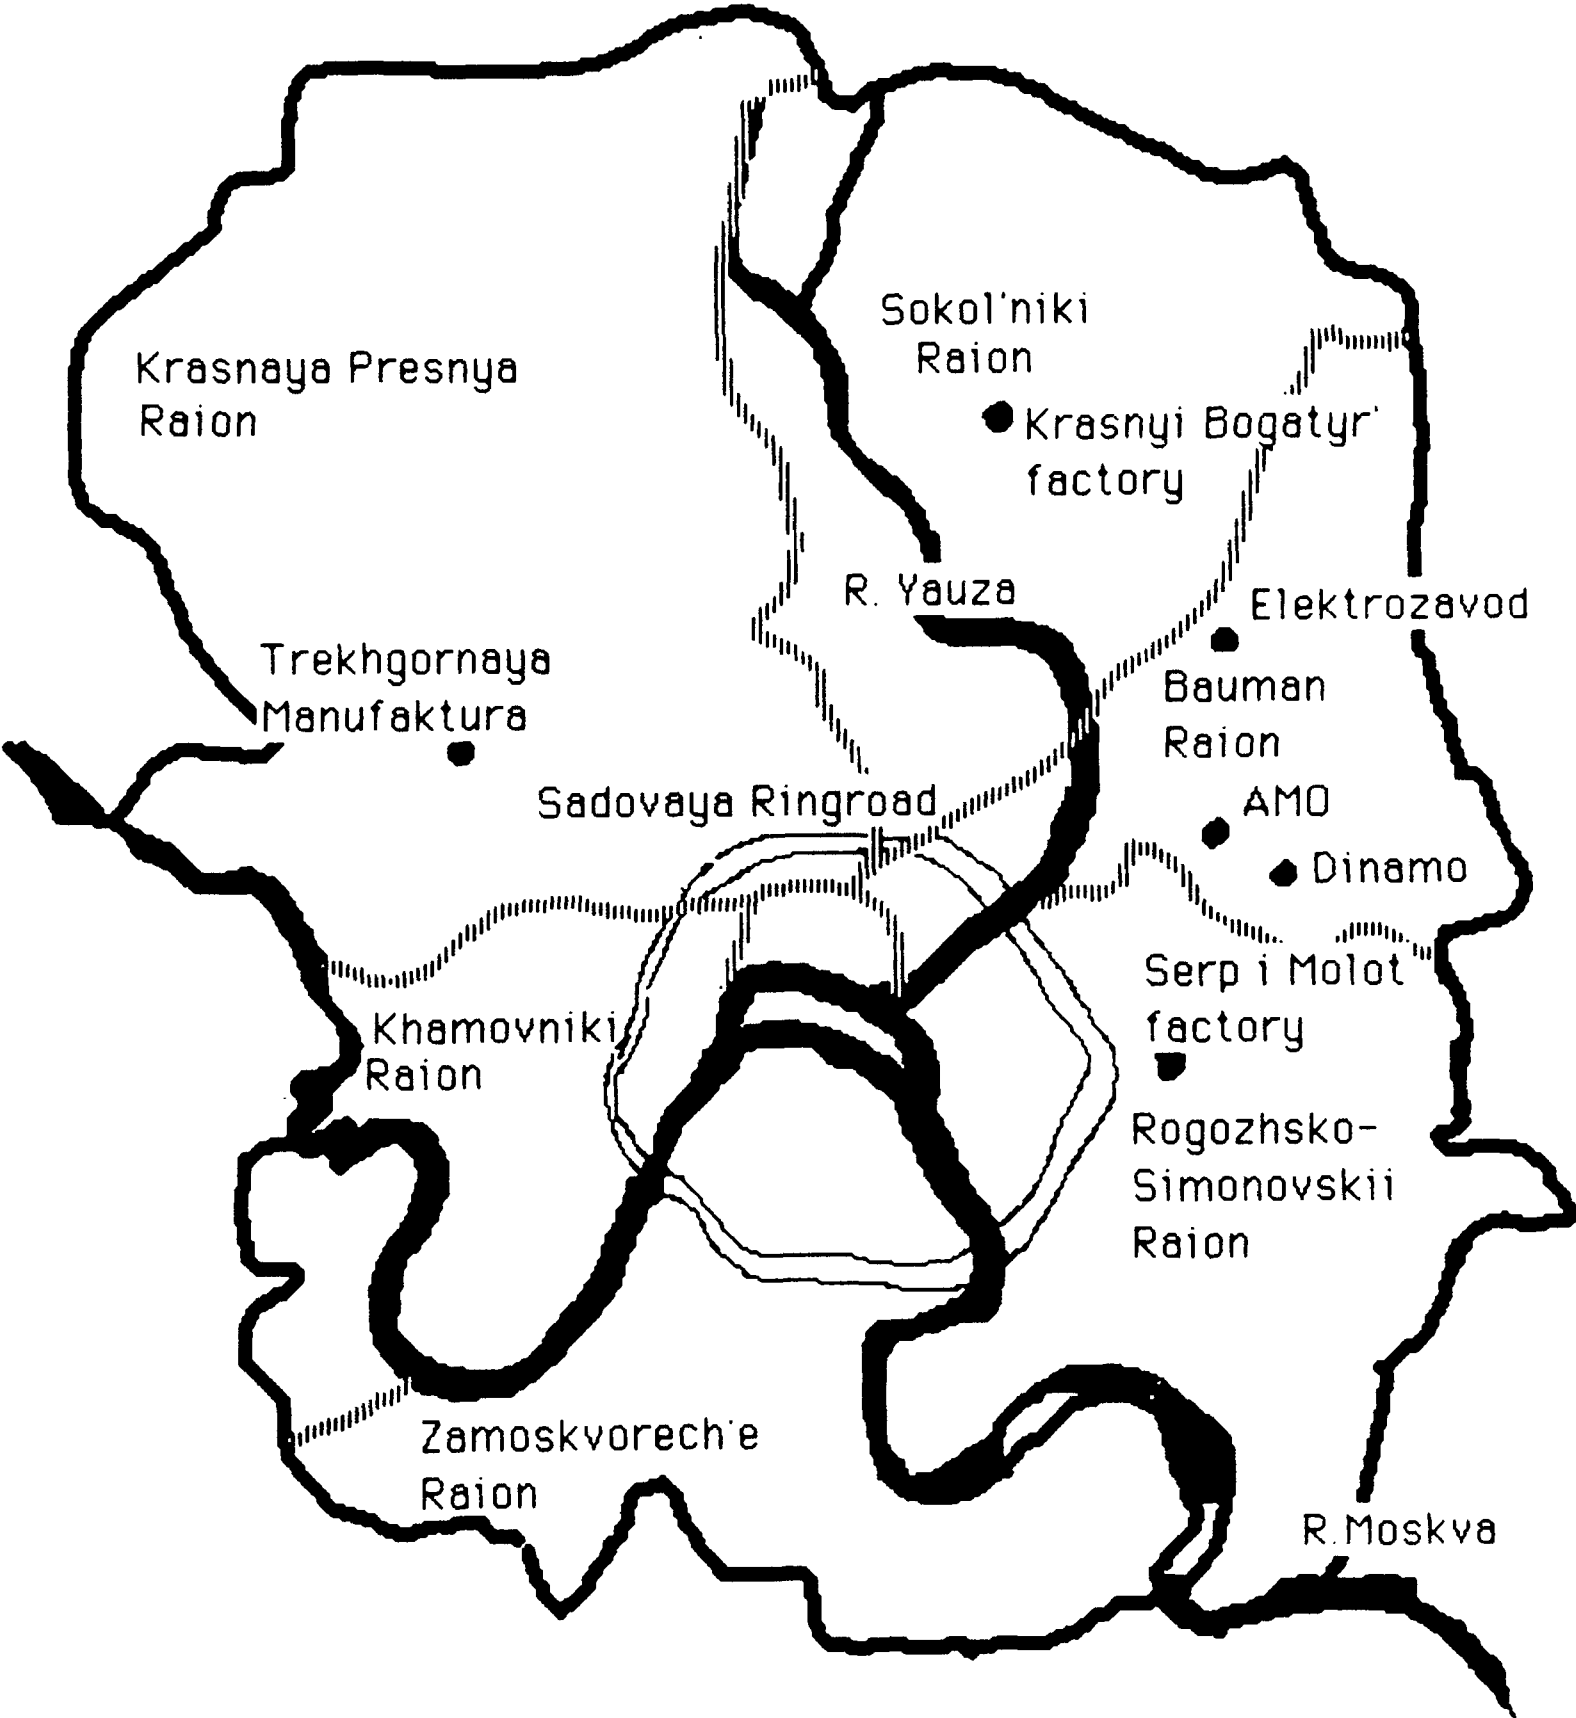 Sokol'niki
Raion
Krasnaya Presnya
Raion
Krasnyi Bogatyr'
factory
R. Yauza
Elektrozavod
Trekhgornaya
Manufaktura
Bauman
Raion
Sadovaya Ringroad
AMO
Dinamo
Serp i Molot
factory
Khamovniki
Raion
Rogozhsko-
Simonovskii
Raion
Zamoskvorech'e
Raion
R.Moskva